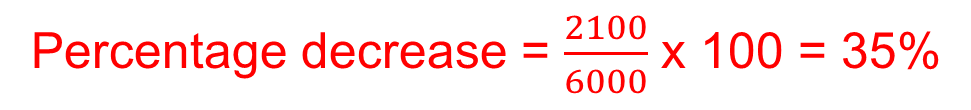 Percentage decrease = 2100/6000 x 100 = 35%